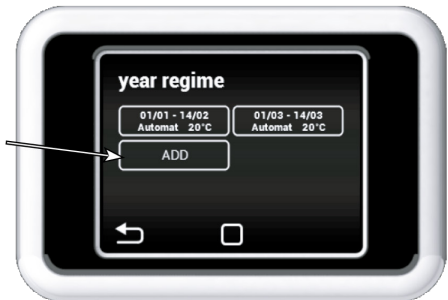 year regime
01/01 - 14/02
Automat 20°C
01/03 - 14/03
Automat 20°C
ADD